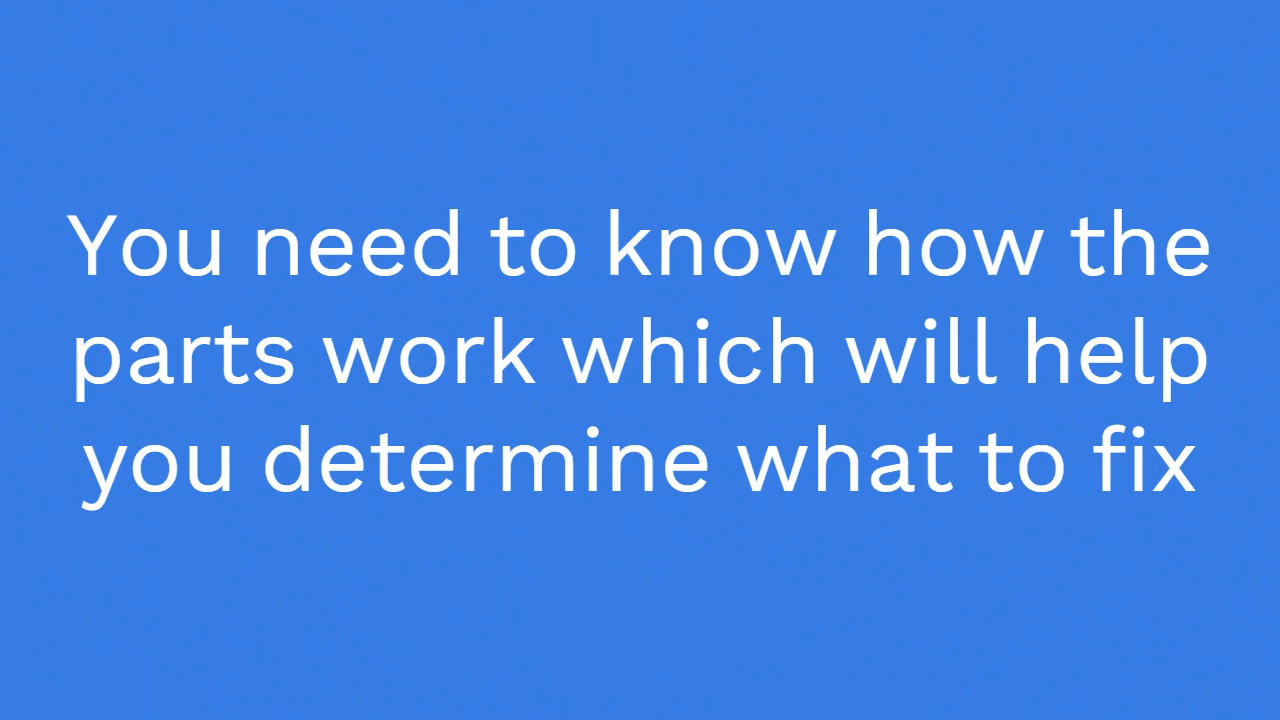 You need to know how the
parts work which will help
you determine what to fix